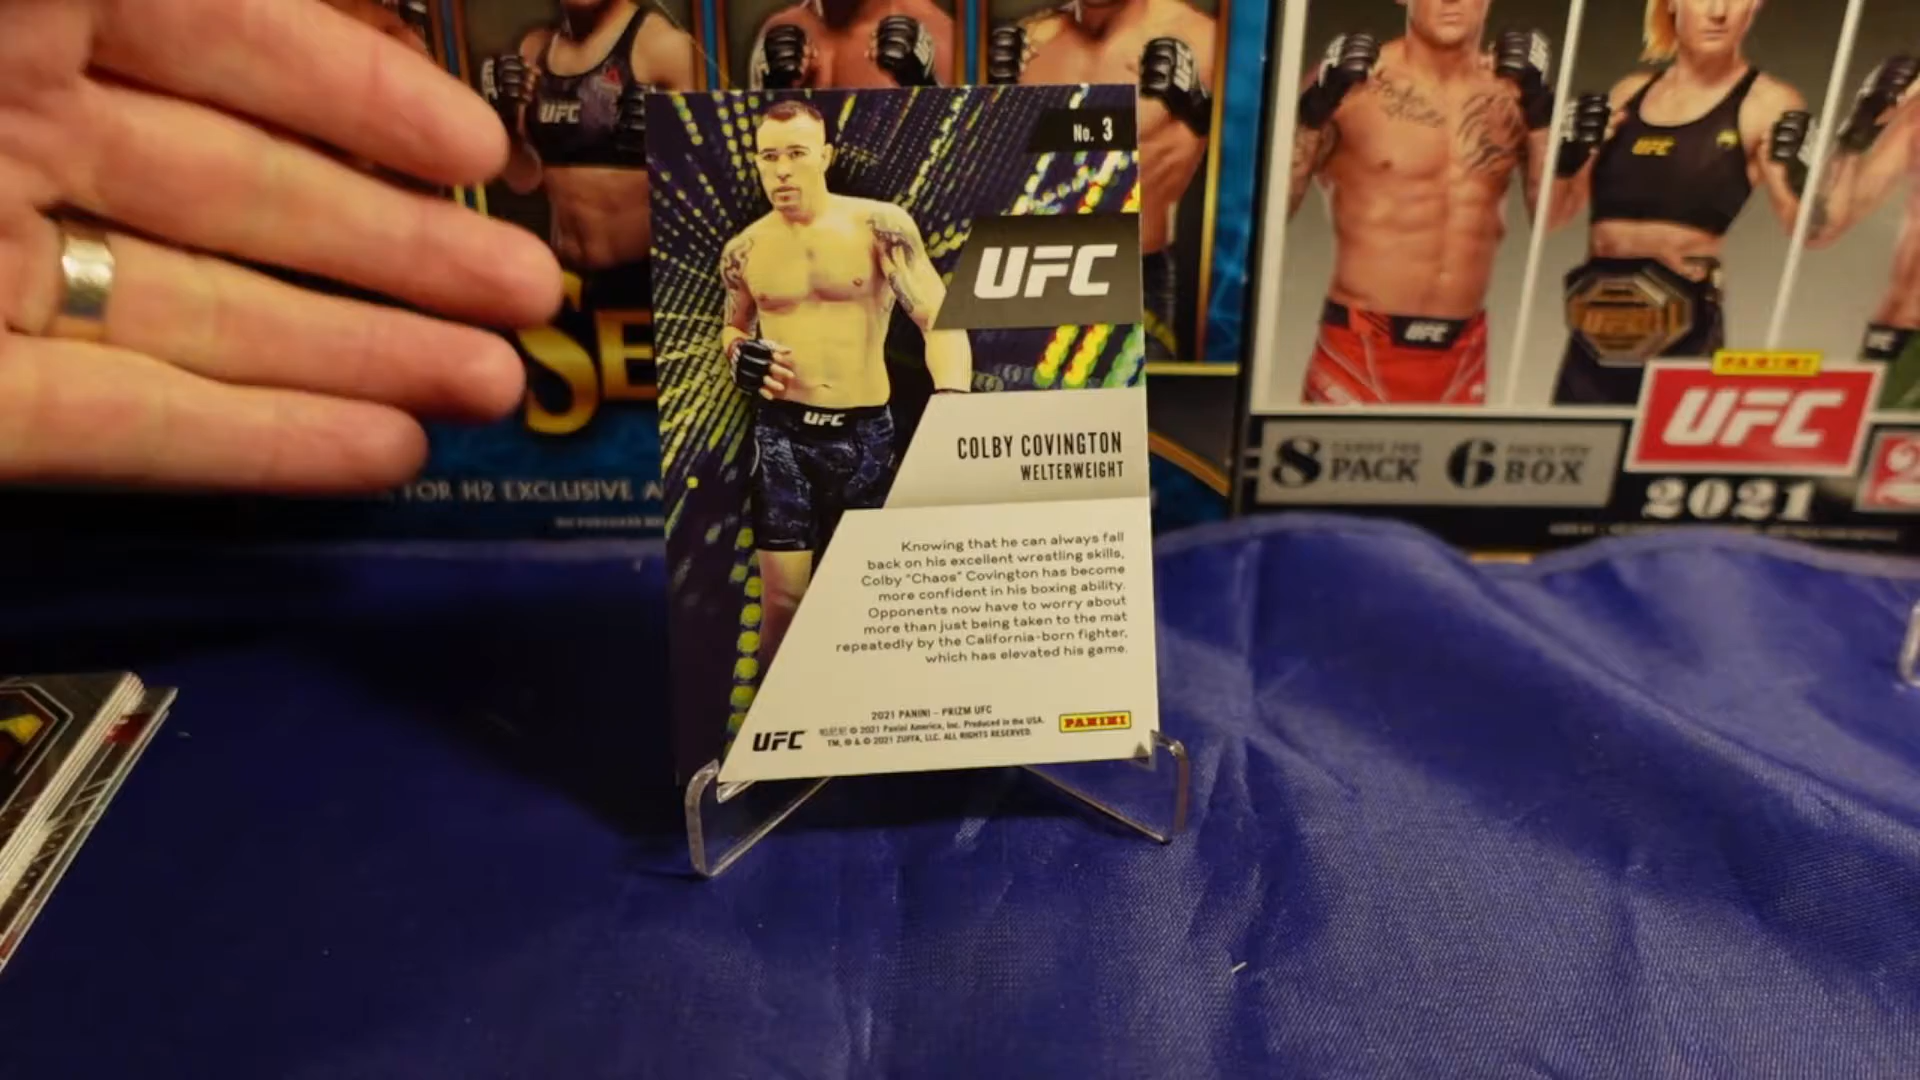 UFC
No. 3
UFC
UFC
COLBY COVINGTON
WELTERWEIGHT
Knowing that he can always fall
back on his excellent wrestling skills,
Colby "Chaos" Covington has become
more confident in his boxing ability.
Opponents now have to worry about
more than just being taken to the mat
repeatedly by the California-born fighter,
which has elevated his game.
2021 PANINI - PRIZM UFC
© 2021 Panini America, Inc. Produced in the USA.
TM, ® & © 2021 ZUFFA, LLC. ALL RIGHTS RESERVED.
UFC
PANINI
SE
FOR H2 EXCLUSIVE
UFC
UFC
UFC
PANINI
UFC
8 CARDS PER PACK
6 PACKS PER BOX
2021